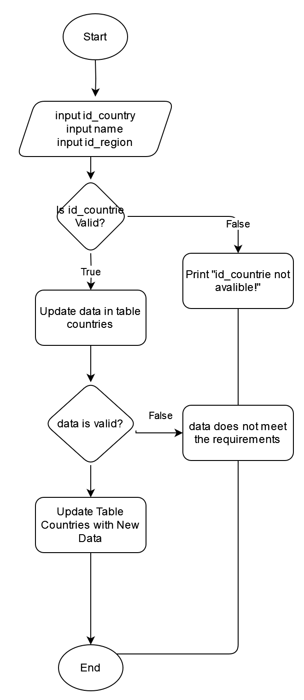 Start
input id_country
input name
input id_region
Is id_countrie
Valid?
False
True
Print "id_countrie not
avalible!"
Update data in table
countries
data is valid?
False
data does not meet
the requirements
Update Table
Countries with New
Data
End